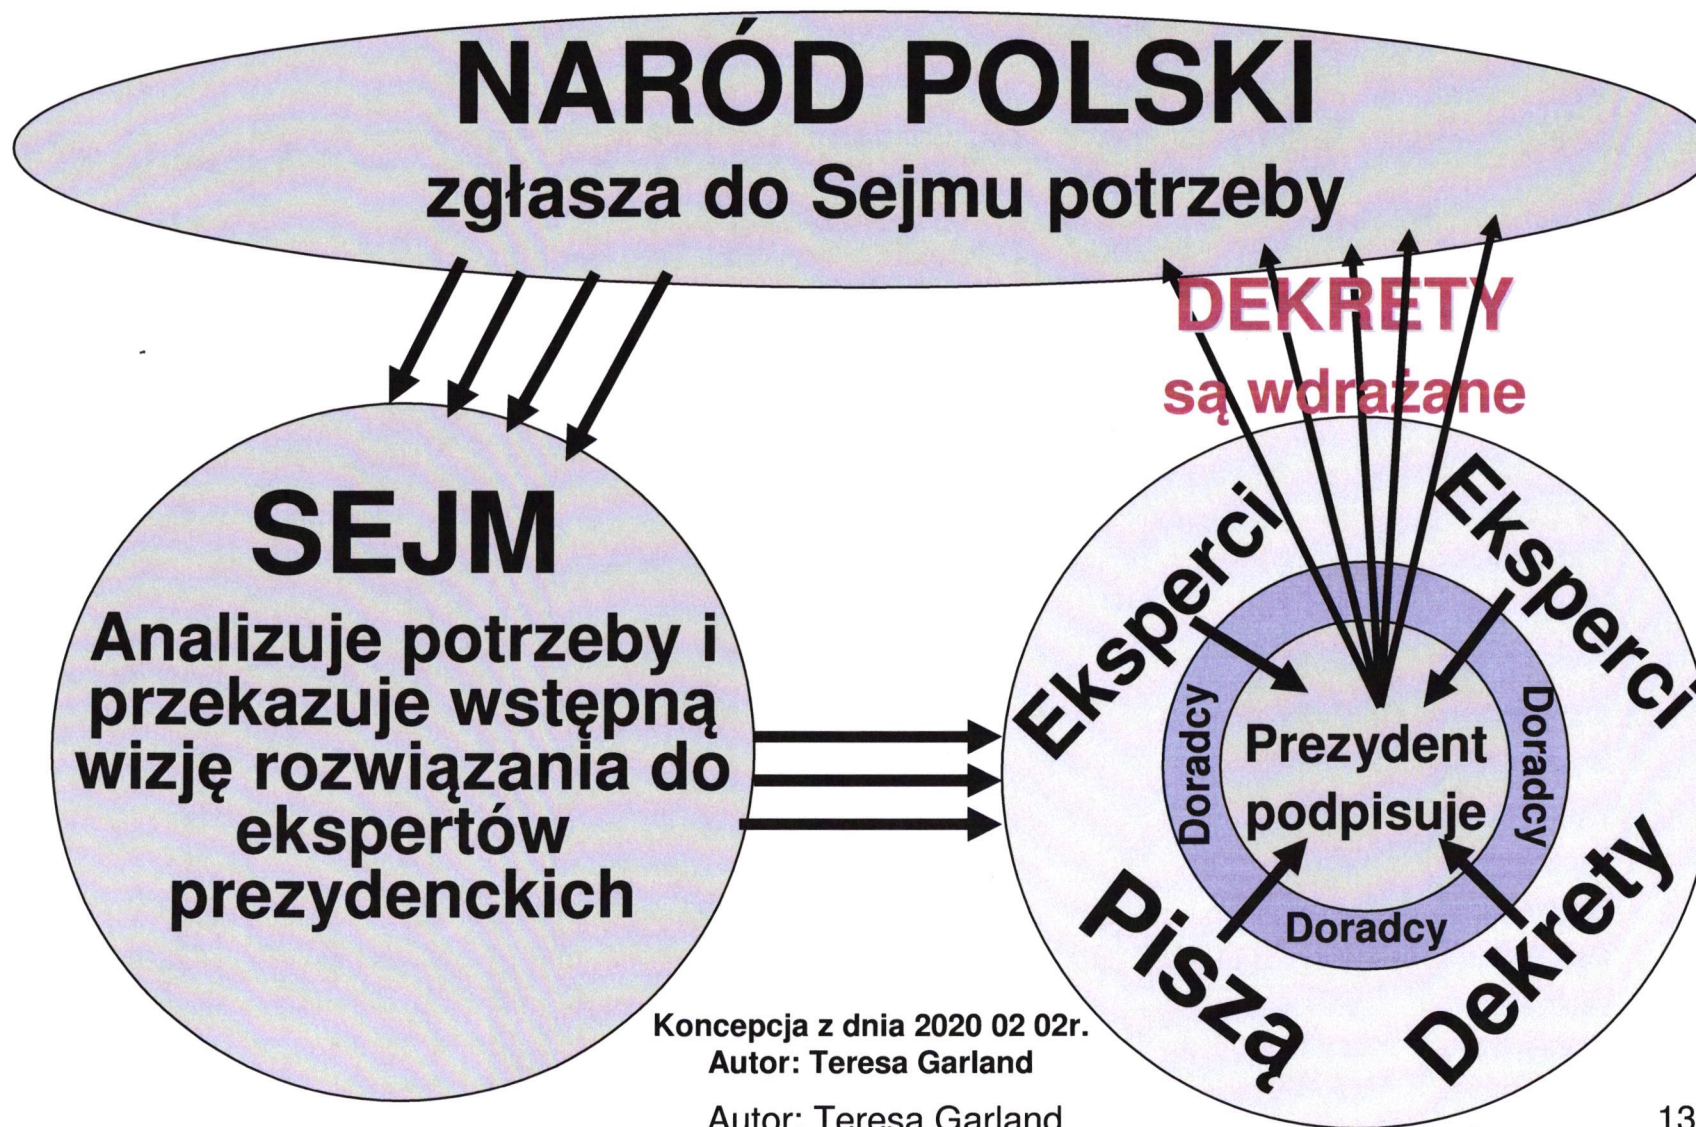 NARÓD POLSKI
zgłasza do Sejmu potrzeby
DEKRETY
są wdrażane
SEJM
Analizuje potrzeby i
przekazuje wstępną
wizję rozwiązania do
ekspertów
prezydenckich
Eksperci
Eksperci
Piszą
Dekrety
Doradcy
Doradcy
Doradcy
Prezydent
podpisuje
Koncepcja z dnia 2020 02 02r.
Autor: Teresa Garland
Autor: Teresa Garland
13